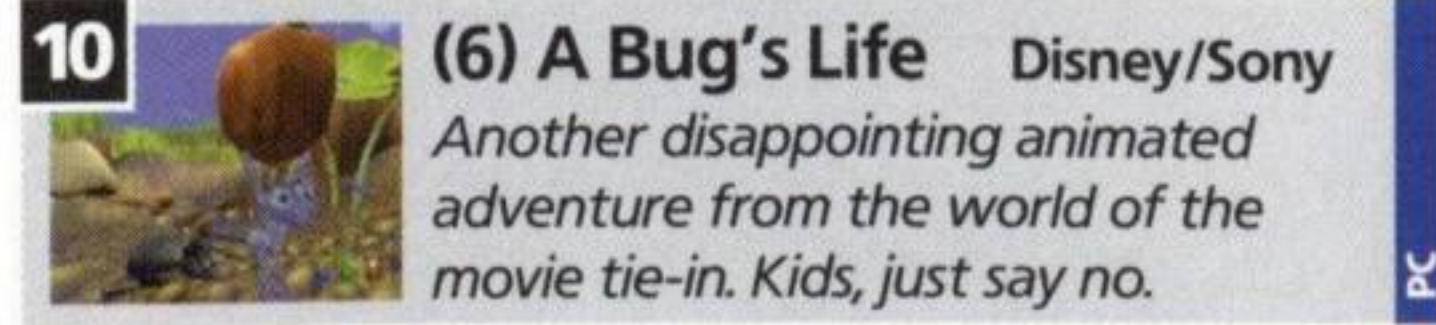 10
(6) A Bug's Life Disney/Sony
Another disappointing animated
adventure from the world of the
movie tie-in. Kids, just say no.
PC